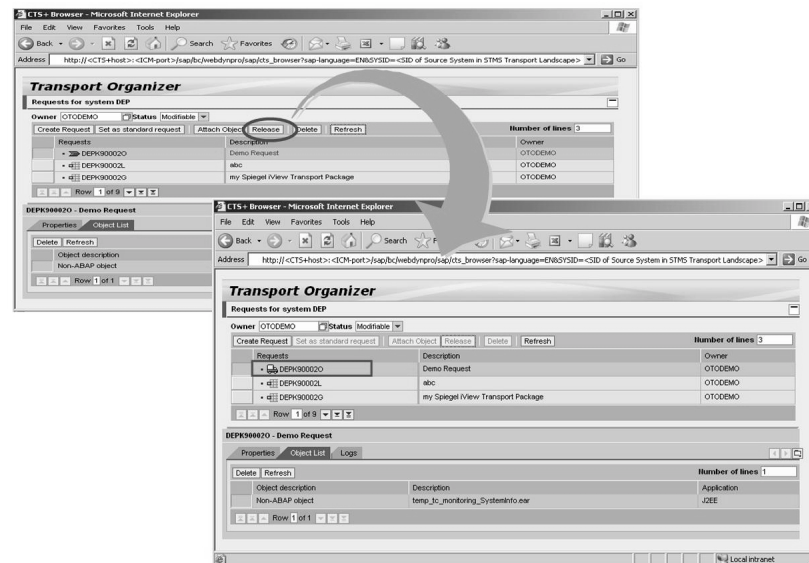 CTS+ Browser - Microsoft Internet Explorer
File Edit View Favorites Tools Help
Back Search Favorites
Address http://<CTS+host>:<ICM-port>/sap/bc/webdynpro/sap/cts_browser?sap-language=EN&SYSID=<SID of Source System in STMS Transport Landscape> Go
Transport Organizer
Requests for system DEP
Owner OTODEMO Status Modifiable
Create Request Set as standard request Attach Object Release Delete Refresh Number of lines 3
Requests Description Owner
DEPK90002O Demo Request OTODEMO
DEPK90002L abc OTODEMO
DEPK90002G my Spiegel iView Transport Package OTODEMO
Row 1 of 9
DEPK90002O - Demo Request
Properties Object List
Delete Refresh
Object description
Non-ABAP object
Row 1 of 1
CTS+ Browser - Microsoft Internet Explorer
File Edit View Favorites Tools Help
Back Search
Address http://<CTS+host>:<ICM-port>/sap/bc/webdynpro/sap/cts_browser?sap-language=EN&SYSID=<SID of Source System in STMS Transport Landscape> Go
Transport Organizer
Requests for system DEP
Owner OTODEMO Status Modifiable
Create Request Set as standard request Attach Object Release Delete Refresh Number of lines 3
Requests Description Owner
DEPK90002O Demo Request OTODEMO
DEPK90002L abc OTODEMO
DEPK90002G my Spiegel iView Transport Package OTODEMO
Row 1 of 9
DEPK90002O - Demo Request
Properties Object List Logs
Delete Refresh Number of lines 1
Object description Description Application
Non-ABAP object temp_tc_monitoring_SystemInfo.ear J2EE
Row 1 of 1
Local intranet